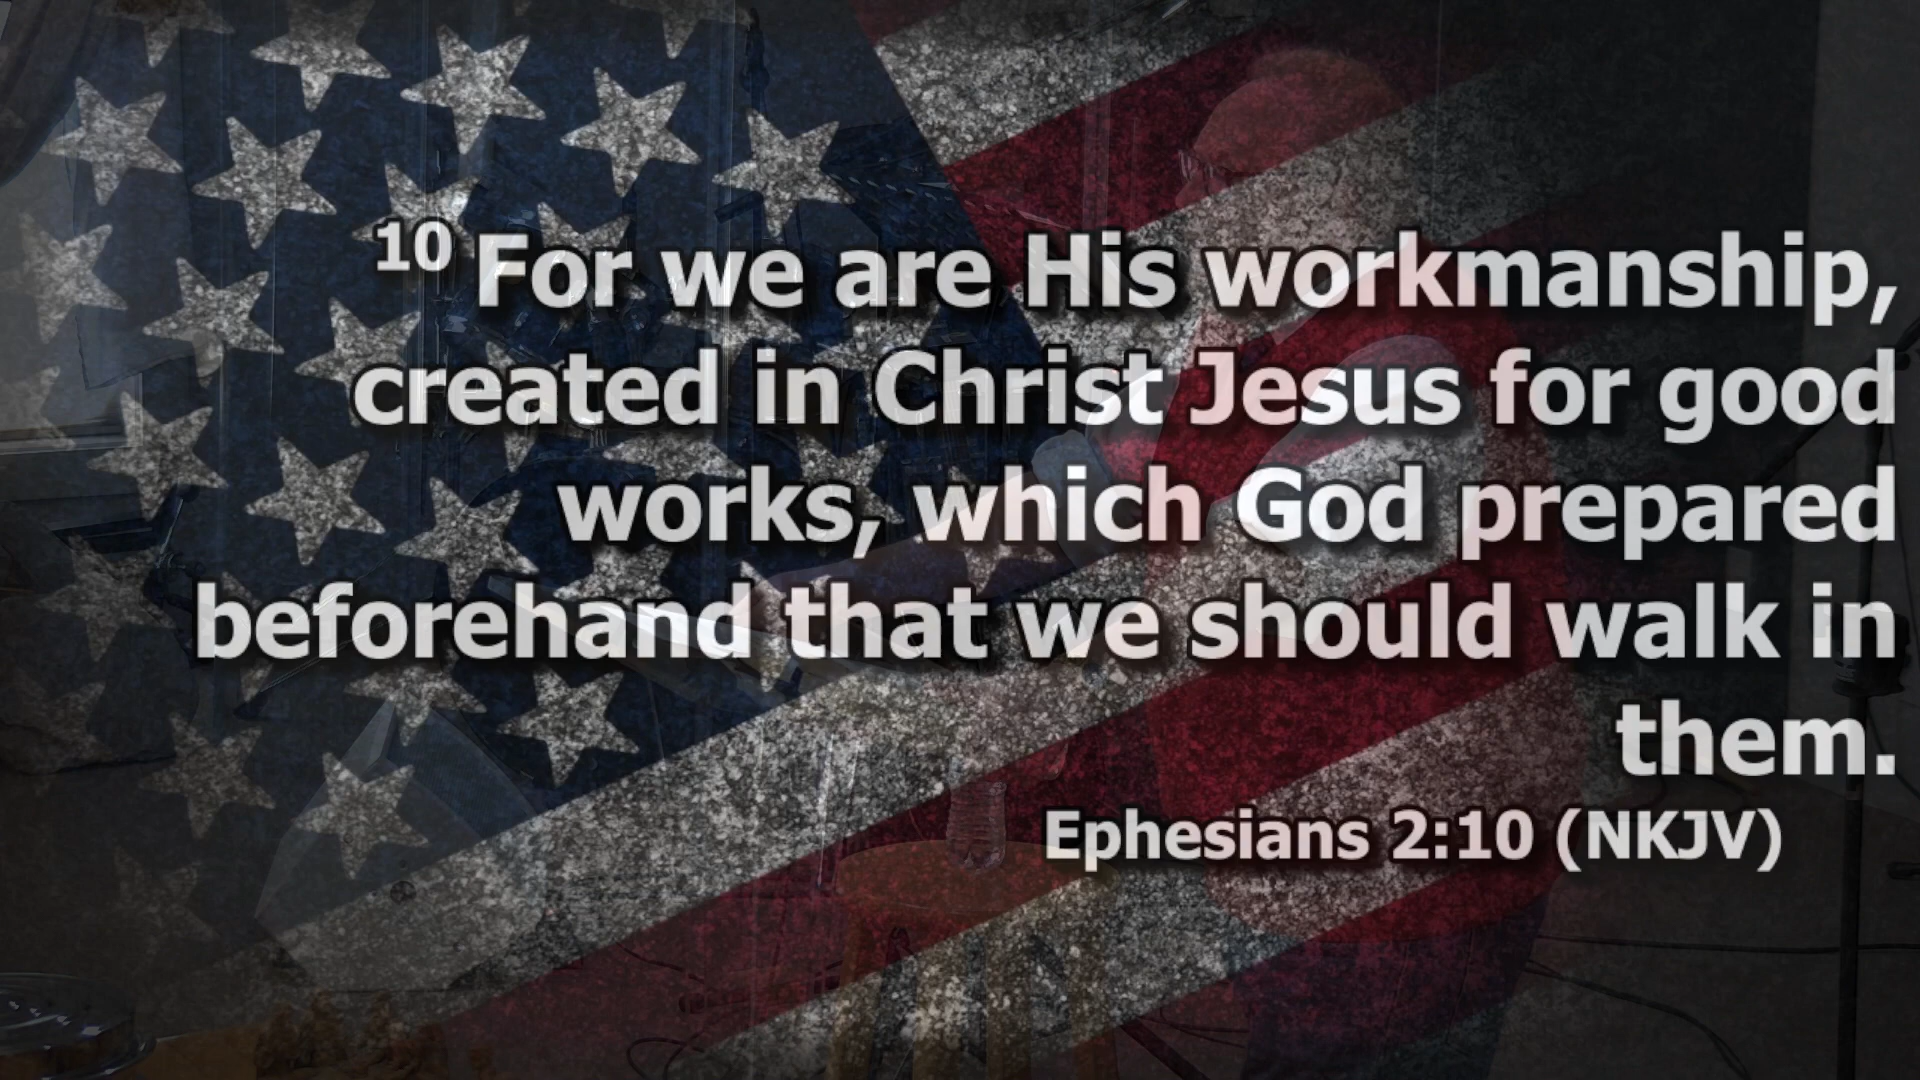 10 For we are His workmanship,
created in Christ Jesus for good
works, which God prepared
beforehand that we should walk in
them.
Ephesians 2:10 (NKJV)